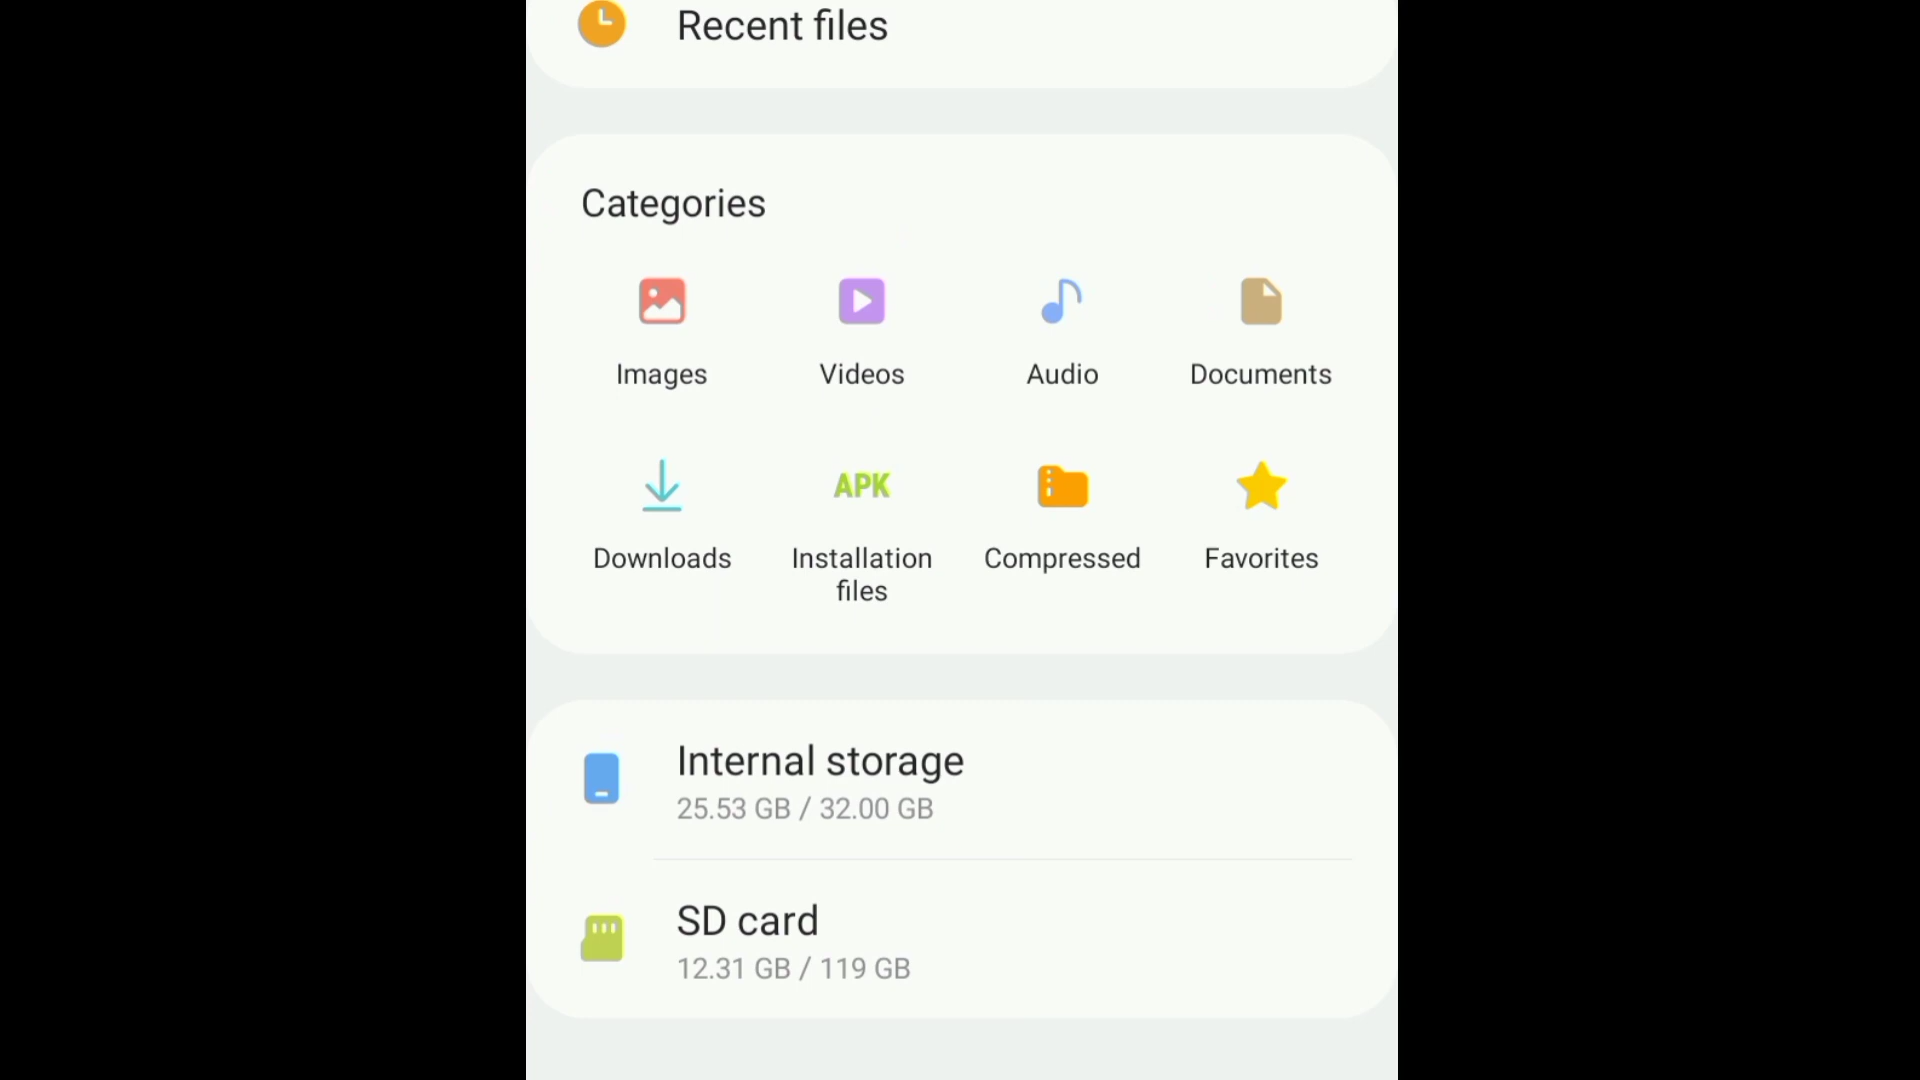 Recent files
Categories
Images Videos Audio Documents
APK
Downloads Installation files Compressed Favorites
Internal storage
25.53 GB / 32.00 GB
SD card
12.31 GB / 119 GB